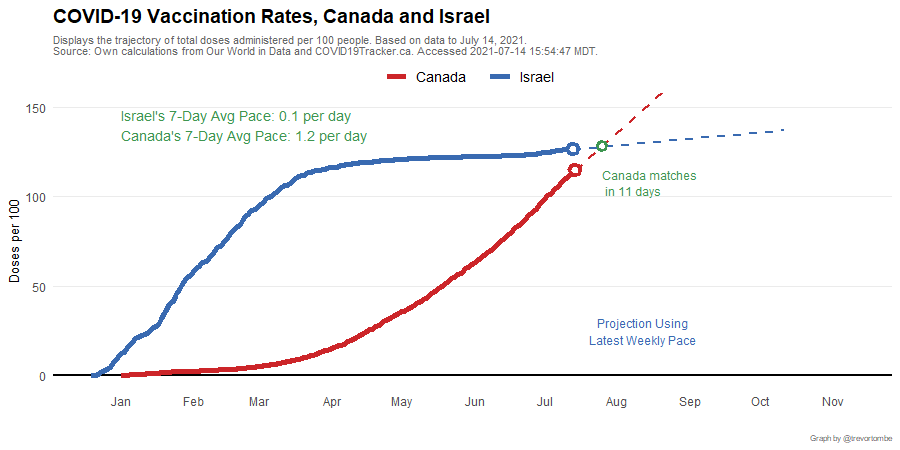 COVID-19 Vaccination Rates, Canada and Israel
Displays the trajectory of total doses administered per 100 people. Based on data to July 14, 2021.
Source: Own calculations from Our World in Data and COVID19Tracker.ca. Accessed 2021-07-14 15:54:47 MDT.
Canada Israel
150
Israel's 7-Day Avg Pace: 0.1 per day
Canada's 7-Day Avg Pace: 1.2 per day
Canada matches
in 11 days
100
Doses per 100
50
Projection Using
Latest Weekly Pace
0
Jan Feb Mar Apr May Jun Jul Aug Sep Oct Nov
Graph by @trevortombe